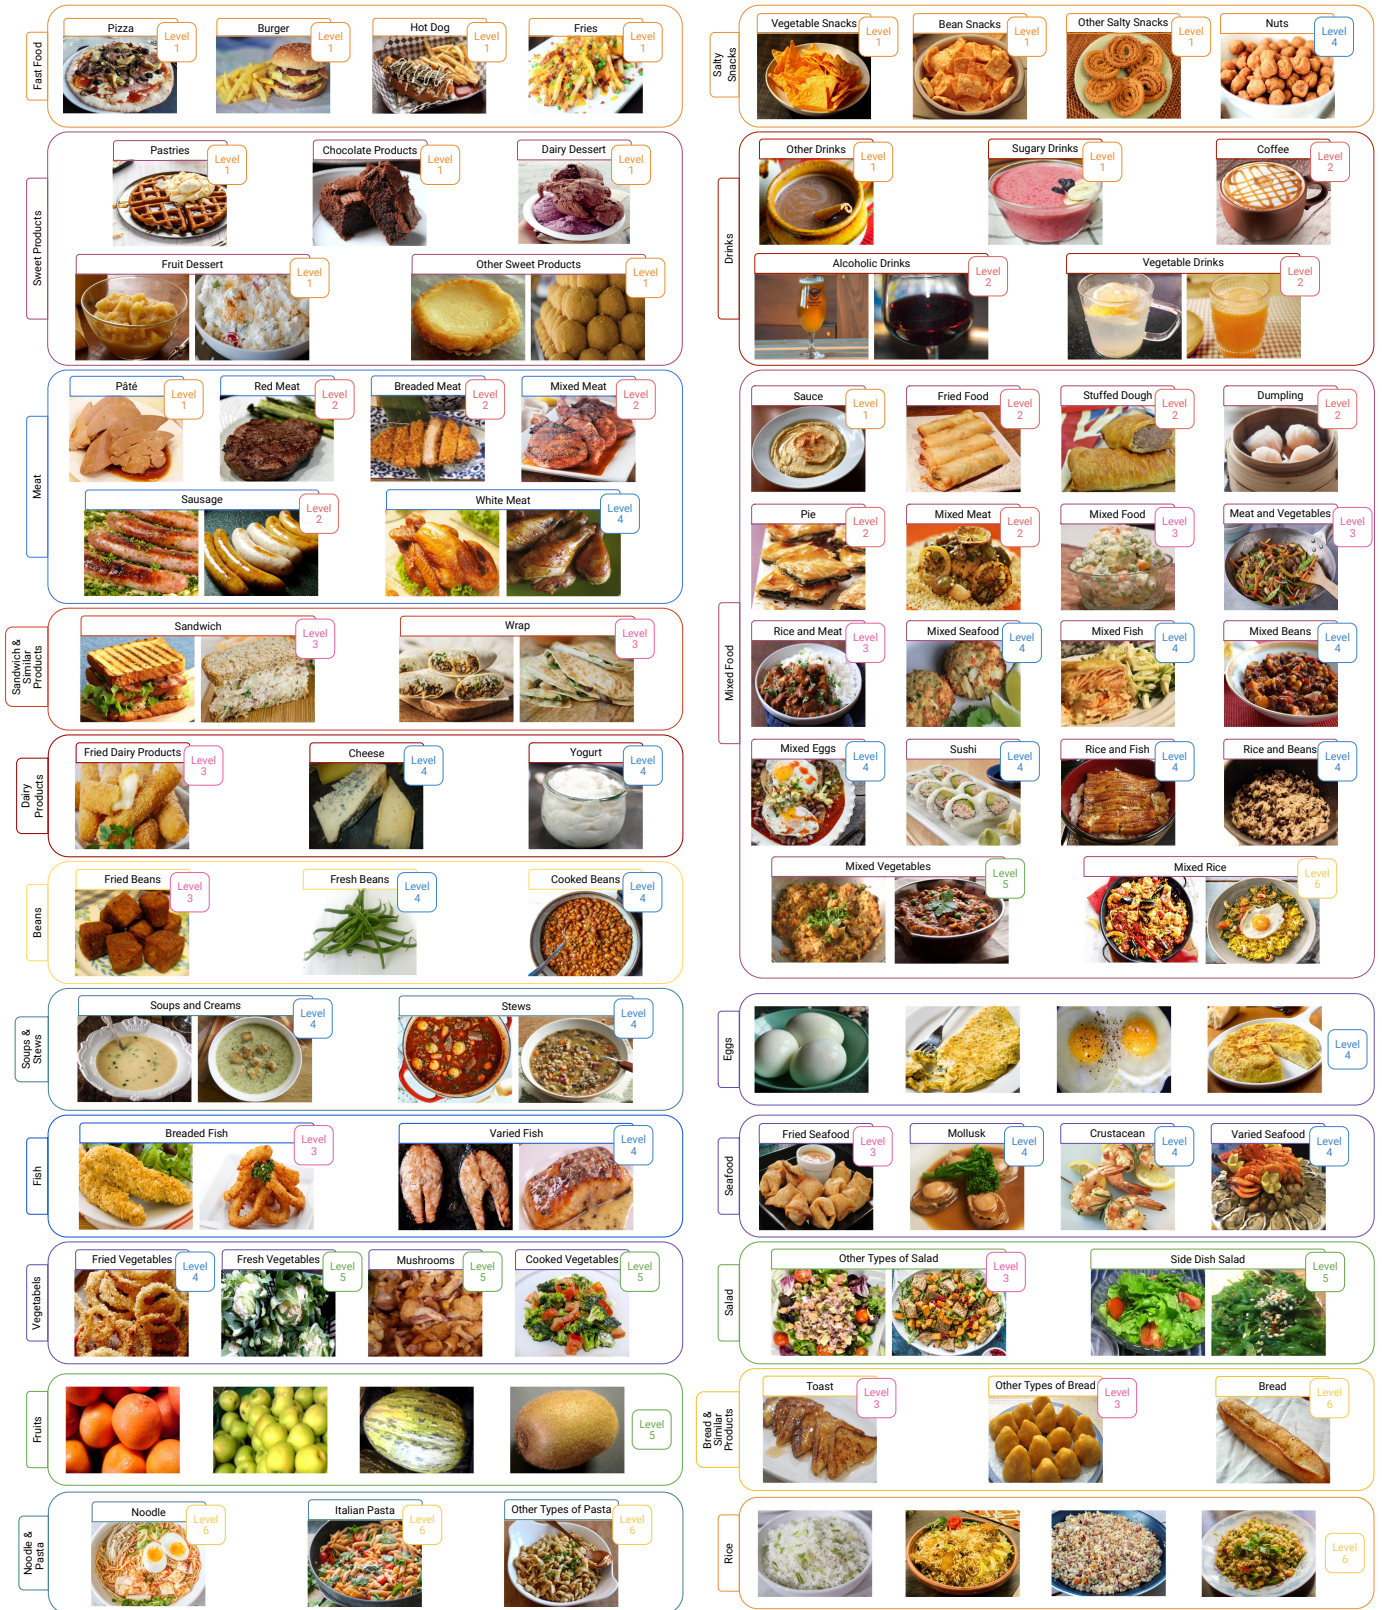 Fast Food
Pizza
Level
1
Burger
Level
1
Hot Dog
Level
1
Fries
Level
1
Salty
Snacks
Vegetable Snacks
Level
1
Bean Snacks
Level
1
Other Salty Snacks
Level
1
Nuts
Level
4
Sweet Products
Pastries
Level
1
Chocolate Products
Level
1
Dairy Dessert
Level
1
Fruit Dessert
Level
1
Other Sweet Products
Level
1
Drinks
Other Drinks
Level
1
Sugary Drinks
Level
1
Coffee
Level
2
Alcoholic Drinks
Level
2
Vegetable Drinks
Level
2
Meat
Pâté
Level
1
Red Meat
Level
2
Breaded Meat
Level
2
Mixed Meat
Level
2
Sausage
Level
2
White Meat
Level
4
Mixed Food
Sauce
Level
1
Fried Food
Level
2
Stuffed Dough
Level
2
Dumpling
Level
2
Pie
Level
2
Mixed Meat
Level
2
Mixed Food
Level
3
Meat and Vegetables
Level
3
Rice and Meat
Level
3
Mixed Seafood
Level
4
Mixed Fish
Level
4
Mixed Beans
Level
4
Mixed Eggs
Level
4
Sushi
Level
4
Rice and Fish
Level
4
Rice and Beans
Level
4
Mixed Vegetables
Level
5
Mixed Rice
Level
6
Sandwich &
Similar
Products
Sandwich
Level
3
Wrap
Level
3
Dairy
Products
Fried Dairy Products
Level
3
Cheese
Level
4
Yogurt
Level
4
Beans
Fried Beans
Level
3
Fresh Beans
Level
4
Cooked Beans
Level
4
Soups &
Stews
Soups and Creams
Level
4
Stews
Level
4
Eggs
Level
4
Fish
Breaded Fish
Level
3
Varied Fish
Level
4
Seafood
Fried Seafood
Level
3
Mollusk
Level
4
Crustacean
Level
4
Varied Seafood
Level
4
Vegetabels
Fried Vegetables
Level
4
Fresh Vegetables
Level
5
Mushrooms
Level
5
Cooked Vegetables
Level
5
Salad
Other Types of Salad
Level
3
Side Dish Salad
Level
5
Fruits
Level
5
Bread &
Similar
Products
Toast
Level
3
Other Types of Bread
Level
3
Bread
Level
6
Noodle &
Pasta
Noodle
Level
6
Italian Pasta
Level
6
Other Types of Pasta
Level
6
Rice
Level
6